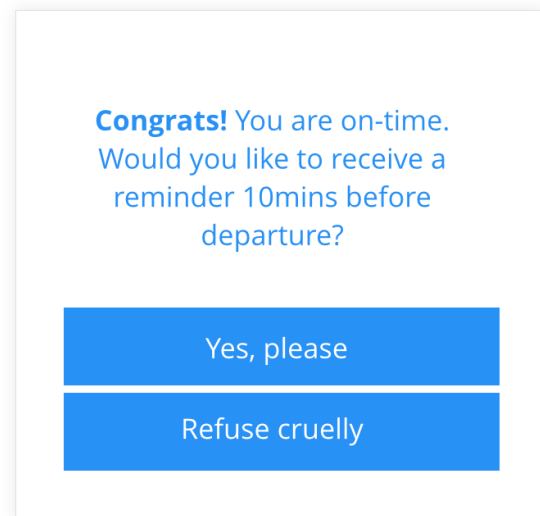 Congrats! You are on-time.
Would you like to receive a
reminder 10mins before
departure?
Yes, please
Refuse cruelly